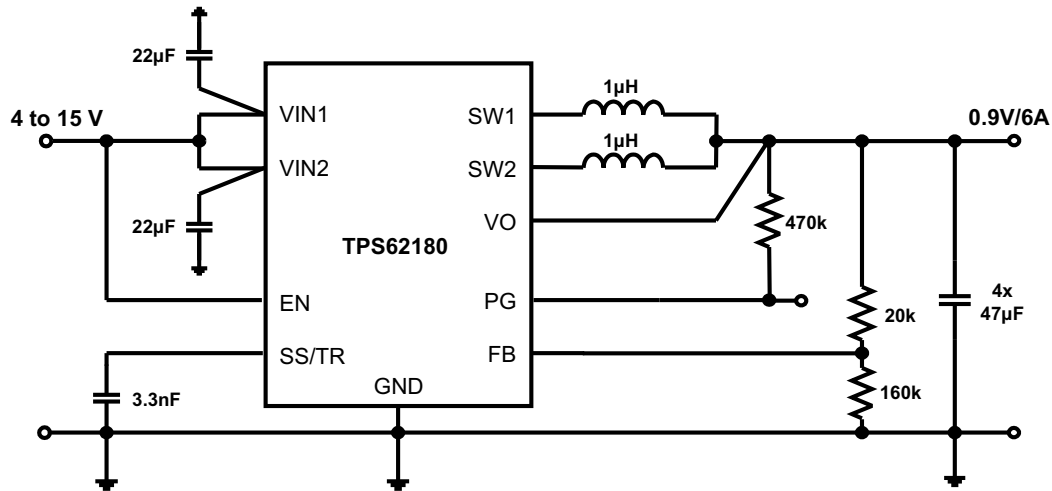 22µF
4 to 15 V
22µF
3.3nF
VIN1
VIN2
EN
SS/TR
TPS62180
GND
SW1
SW2
VO
PG
FB
1µH
1µH
470k
20k
160k
4x
47µF
0.9V/6A